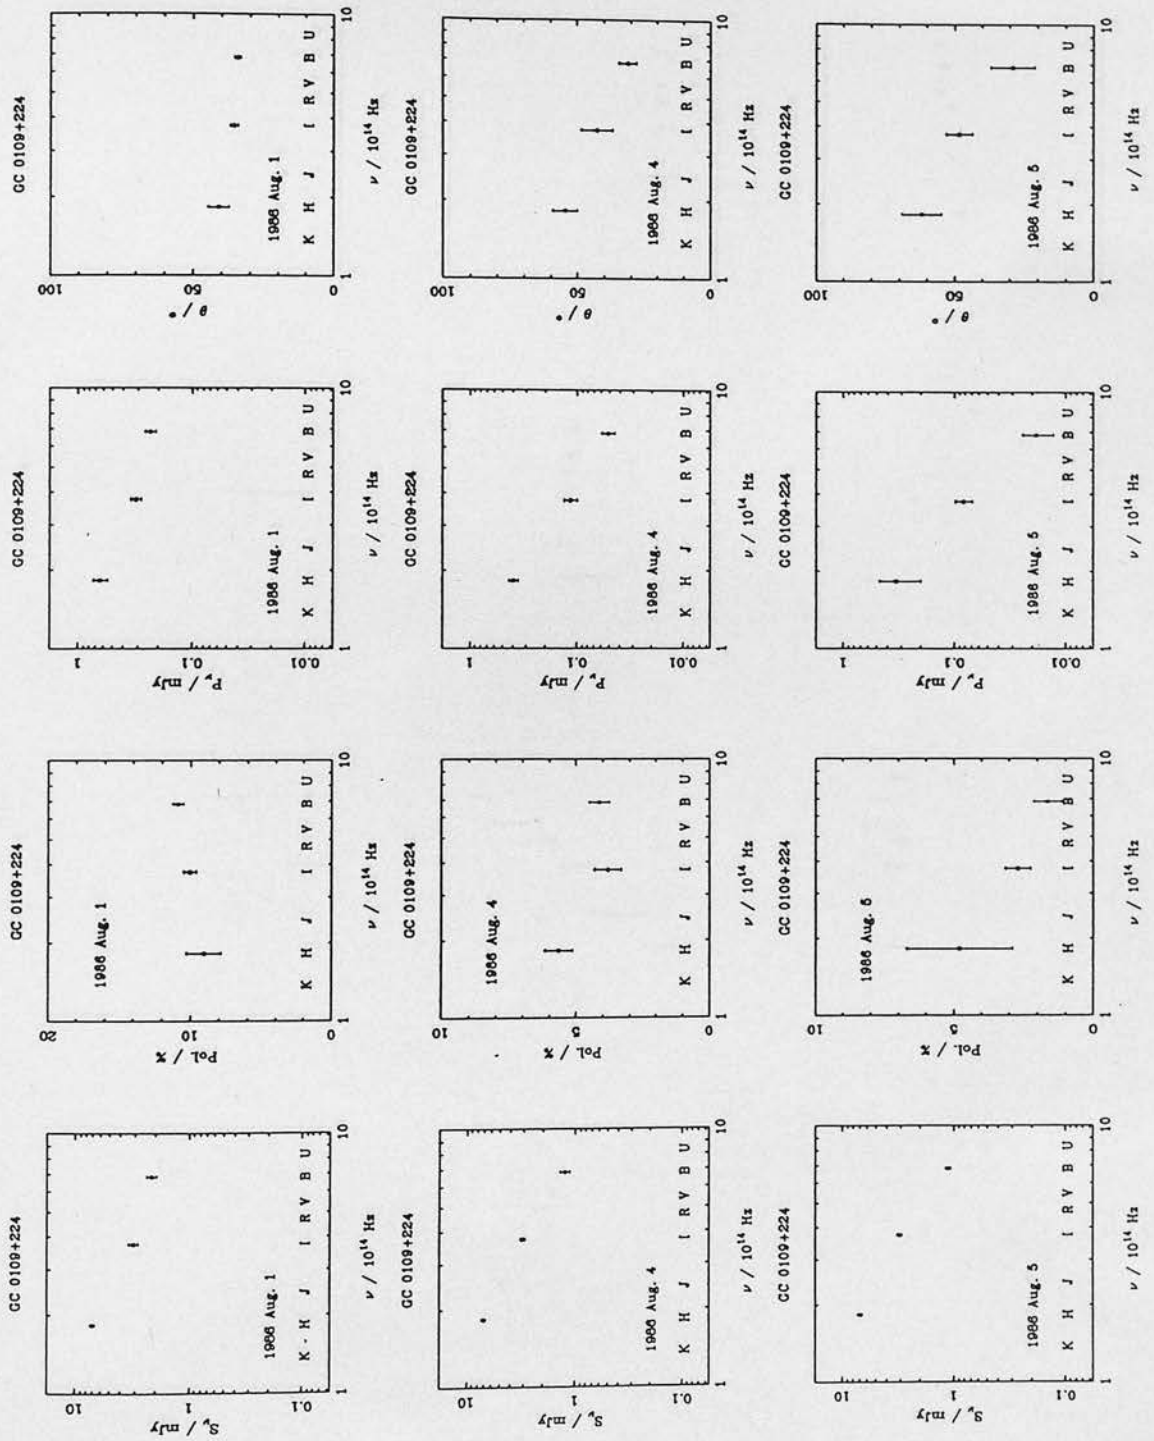 GC 0109+224
S_ν / mJy
10
1
0.1
1986 Aug. 1
K - H J I R V B U
1 10
ν / 10¹⁴ Hz
GC 0109+224
Pol. / %
20
10
0
1986 Aug. 1
K H J I R V B U
1 10
ν / 10¹⁴ Hz
GC 0109+224
P_ν / mJy
1
0.1
0.01
1986 Aug. 1
K H J I R V B U
1 10
ν / 10¹⁴ Hz
GC 0109+224
θ / °
100
50
0
1986 Aug. 1
K H J I R V B U
1 10
ν / 10¹⁴ Hz
GC 0109+224
S_ν / mJy
10
1
0.1
1986 Aug. 4
K H J I R V B U
1 10
ν / 10¹⁴ Hz
GC 0109+224
Pol. / %
10
5
0
1986 Aug. 4
K H J I R V B U
1 10
ν / 10¹⁴ Hz
GC 0109+224
P_ν / mJy
1
0.1
0.01
1986 Aug. 4
K H J I R V B U
1 10
ν / 10¹⁴ Hz
GC 0109+224
θ / °
100
50
0
1986 Aug. 4
K H J I R V B U
1 10
ν / 10¹⁴ Hz
GC 0109+224
S_ν / mJy
10
1
0.1
1986 Aug. 5
K H J I R V B U
1 10
ν / 10¹⁴ Hz
GC 0109+224
Pol. / %
10
5
0
1986 Aug. 5
K H J I R V B U
1 10
ν / 10¹⁴ Hz
GC 0109+224
P_ν / mJy
1
0.1
0.01
1986 Aug. 5
K H J I R V B U
1 10
ν / 10¹⁴ Hz
GC 0109+224
θ / °
100
50
0
1986 Aug. 5
K H J I R V B U
1 10
ν / 10¹⁴ Hz